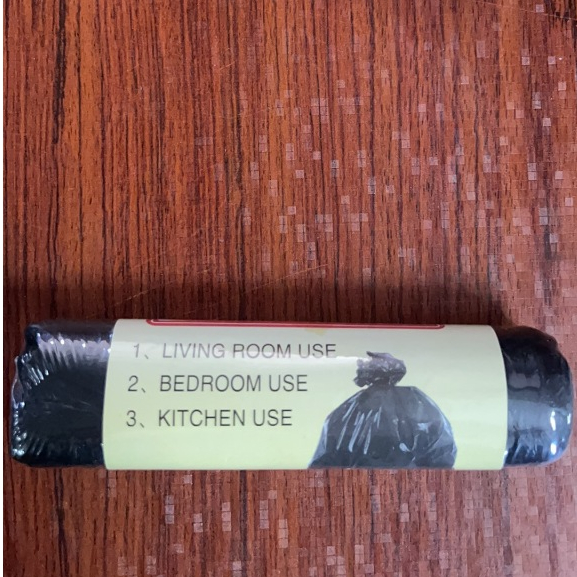 1、LIVING ROOM USE
2、BEDROOM USE
3、KITCHEN USE